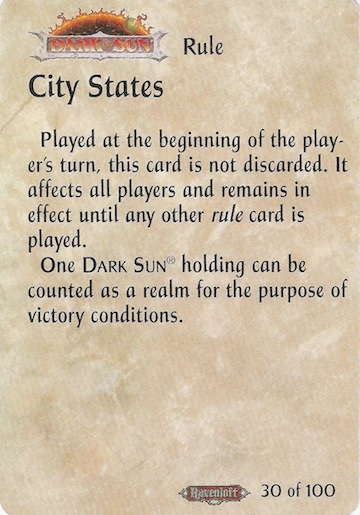 DARK SUN Rule
City States
Played at the beginning of the play-
er's turn, this card is not discarded. It
affects all players and remains in
effect until any other rule card is
played.
One DARK SUN® holding can be
counted as a realm for the purpose of
victory conditions.
Ravenloft 30 of 100